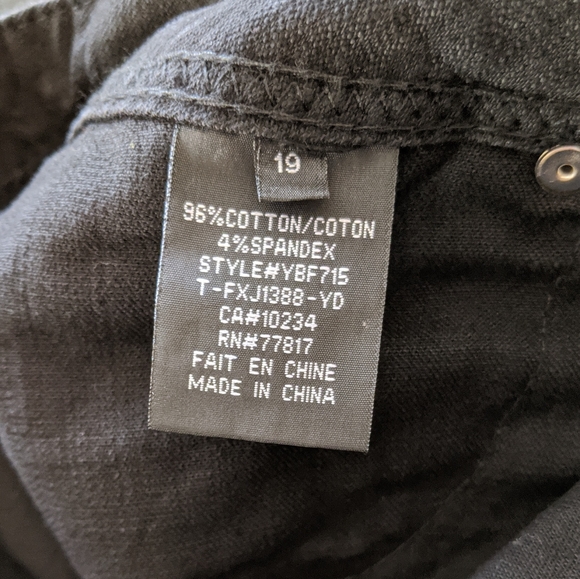 19
96%COTTON/COTON
4%SPANDEX
STYLE#YBF715
T-FXJ1388-YD
CA#10234
RN#77817
FAIT EN CHINE
MADE IN CHINA